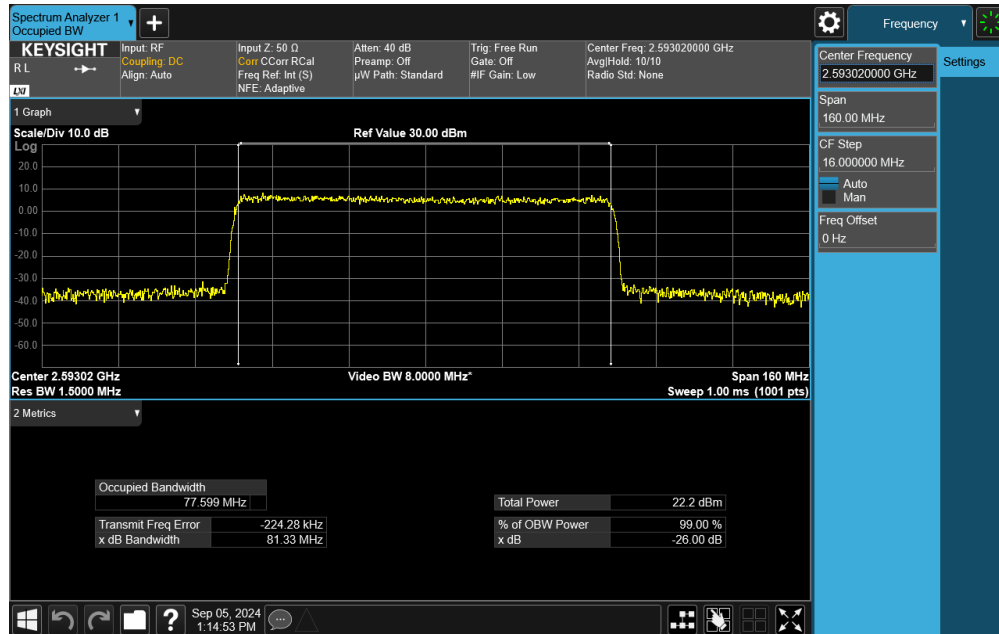 Spectrum Analyzer 1
Occupied BW
Frequency
KEYSIGHT
R L
LXI
Input: RF
Coupling: DC
Align: Auto
Input Z: 50 Ω
Corr CCorr RCal
Freq Ref: Int (S)
NFE: Adaptive
Atten: 40 dB
Preamp: Off
µW Path: Standard
Trig: Free Run
Gate: Off
#IF Gain: Low
Center Freq: 2.593020000 GHz
Avg|Hold: 10/10
Radio Std: None
Center Frequency
2.593020000 GHz
Settings
Span
160.00 MHz
CF Step
16.000000 MHz
Auto
Man
Freq Offset
0 Hz
1 Graph
Scale/Div 10.0 dB
Ref Value 30.00 dBm
Log
20.0
10.0
0.00
-10.0
-20.0
-30.0
-40.0
-50.0
-60.0
Center 2.59302 GHz
Video BW 8.0000 MHz*
Span 160 MHz
Res BW 1.5000 MHz
Sweep 1.00 ms (1001 pts)
2 Metrics
Occupied Bandwidth
77.599 MHz
Total Power 22.2 dBm
Transmit Freq Error -224.28 kHz
% of OBW Power 99.00 %
x dB Bandwidth 81.33 MHz
x dB -26.00 dB
?
Sep 05, 2024
1:14:53 PM